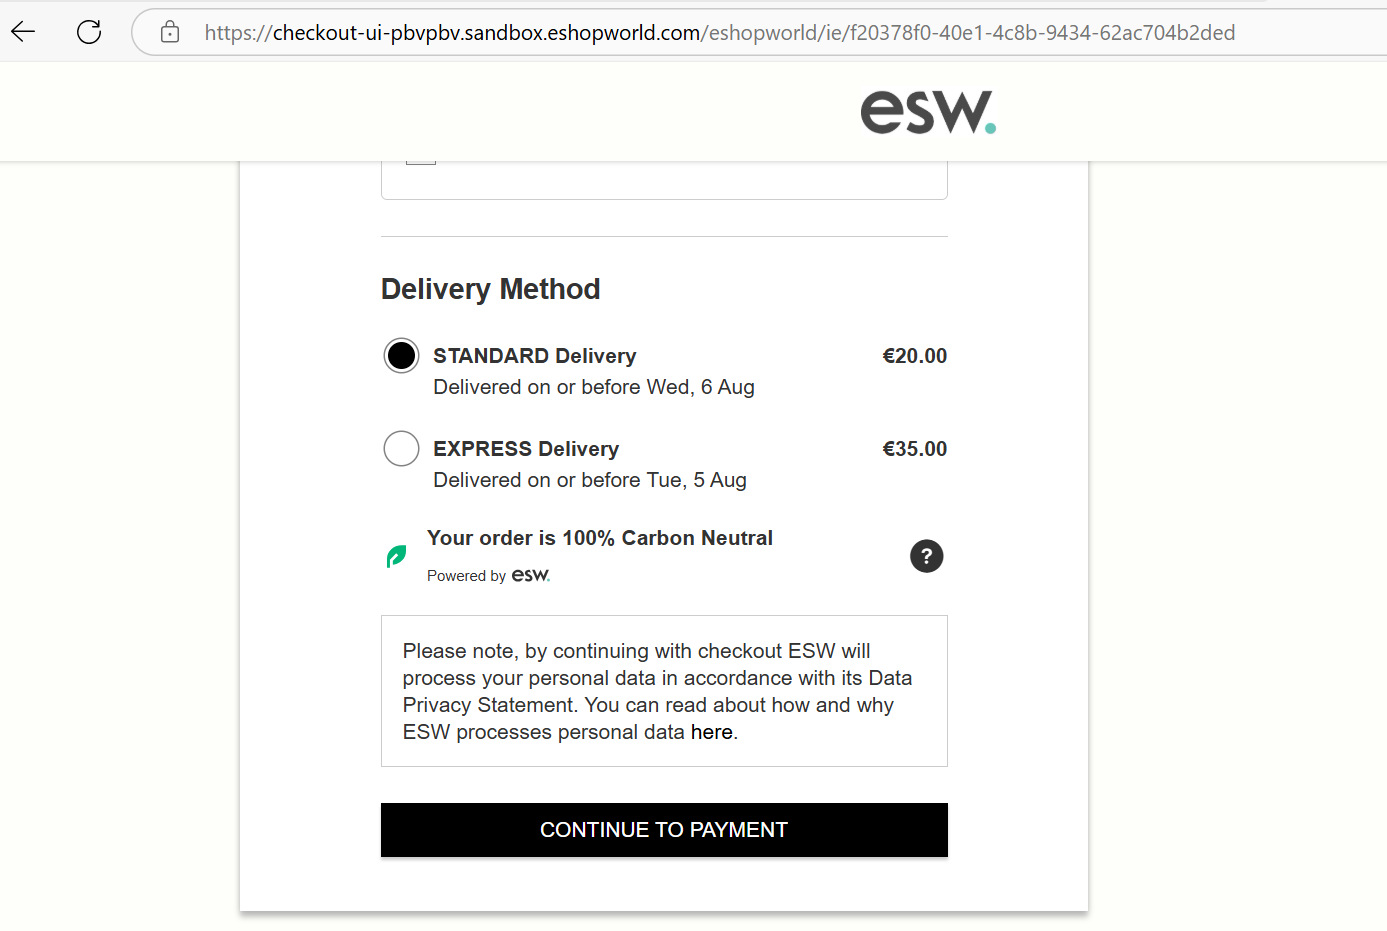 https://checkout-ui-pbvpbv.sandbox.eshopworld.com/eshopworld/ie/f20378f0-40e1-4c8b-9434-62ac704b2ded
esw.
Delivery Method
STANDARD Delivery €20.00
Delivered on or before Wed, 6 Aug
EXPRESS Delivery €35.00
Delivered on or before Tue, 5 Aug
Your order is 100% Carbon Neutral
?
Powered by esw.
Please note, by continuing with checkout ESW will
process your personal data in accordance with its Data
Privacy Statement. You can read about how and why
ESW processes personal data here.
CONTINUE TO PAYMENT